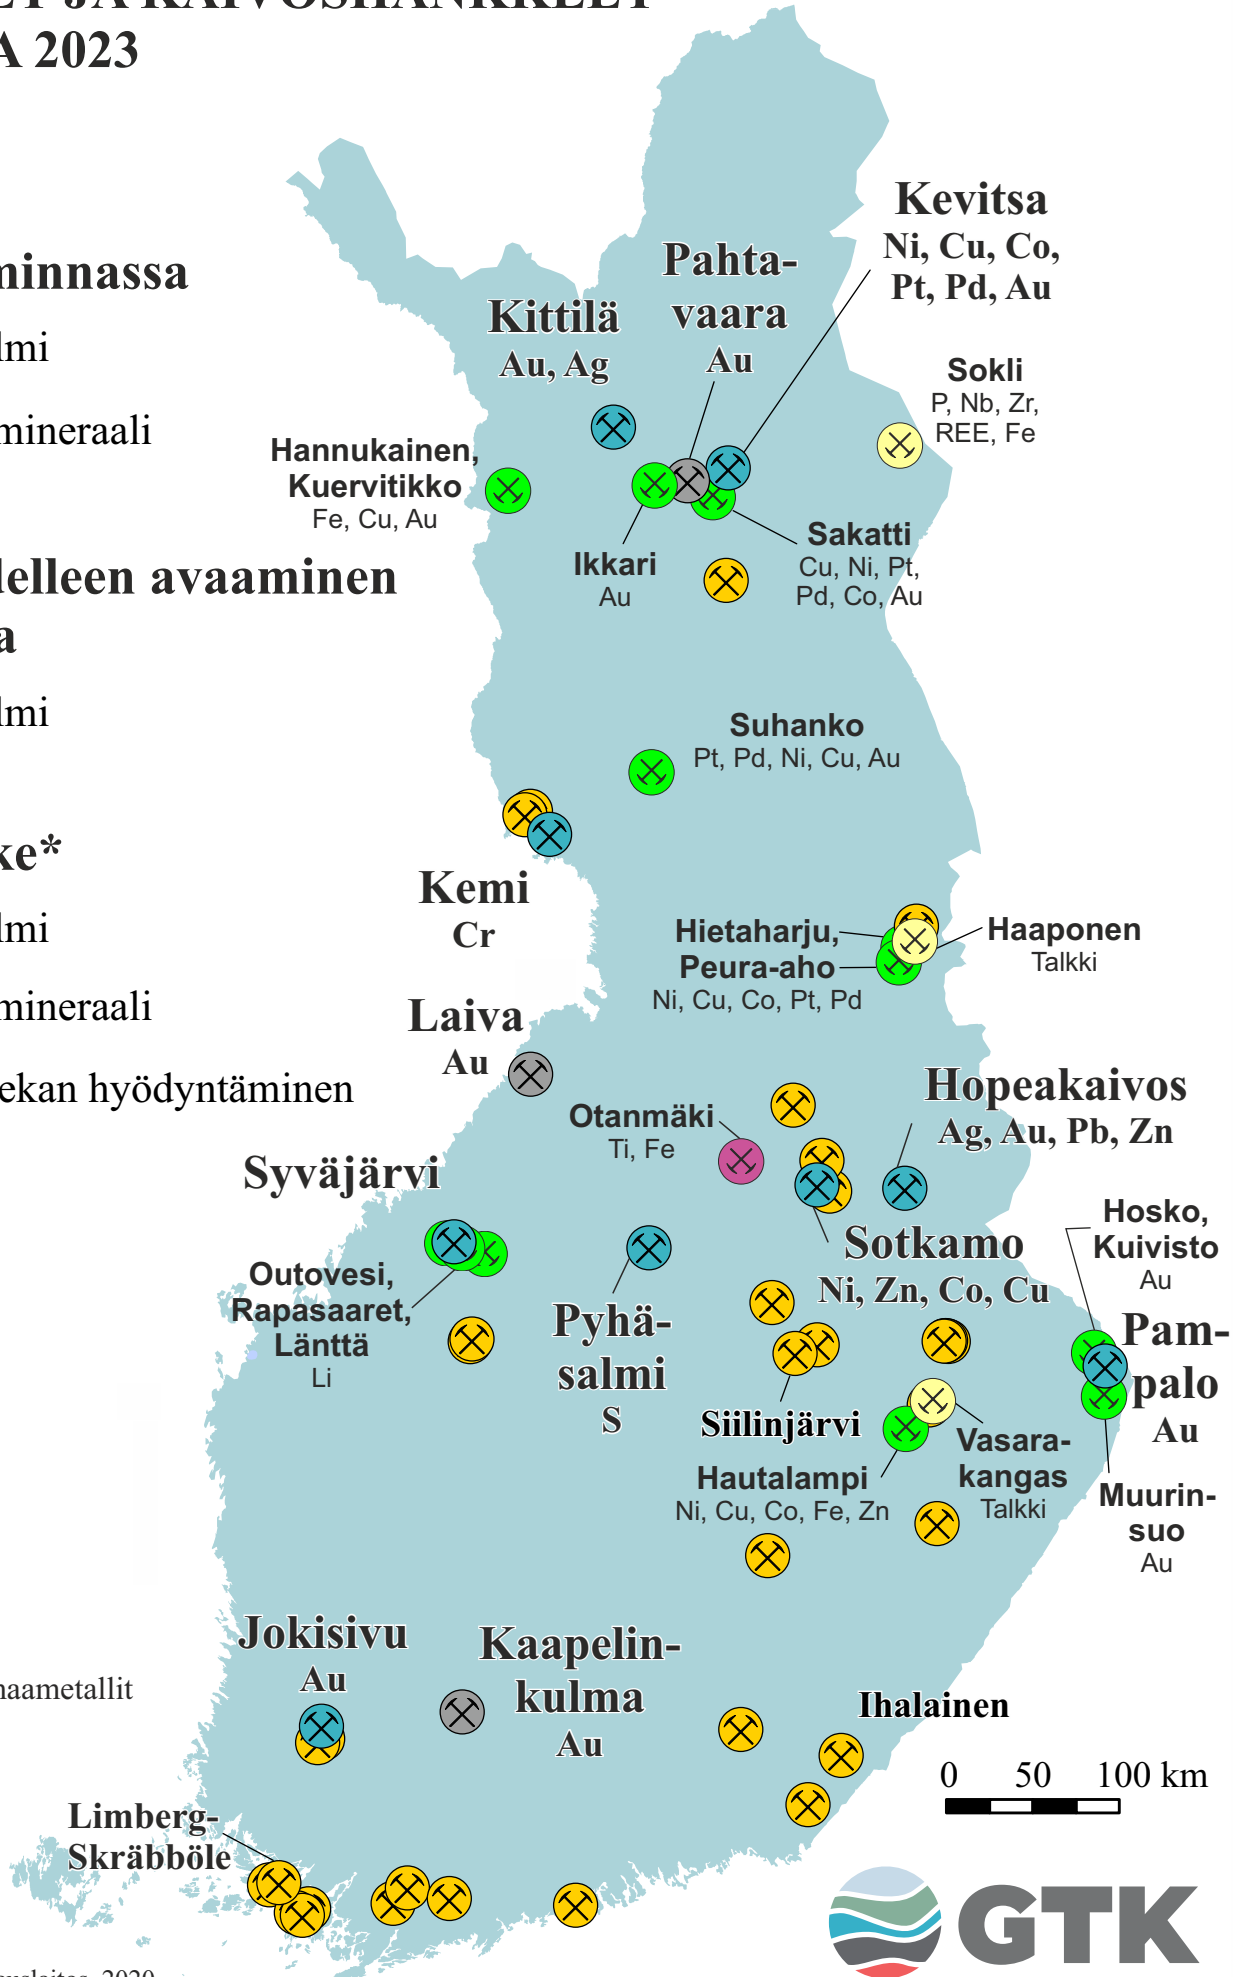 JA KAIVOSHANKKEET
A 2023
Kevitsa
Ni, Cu, Co,
Pt, Pd, Au
Pahta-
vaara
Au
Kittilä
Au, Ag
minnassa
lmi
mineraali
Sokli
P, Nb, Zr,
REE, Fe
Hannukainen,
Kuervitikko
Fe, Cu, Au
Ikkari
Au
Sakatti
Cu, Ni, Pt,
Pd, Co, Au
delleen avaaminen
a
lmi
Suhanko
Pt, Pd, Ni, Cu, Au
ke*
lmi
mineraali
ekan hyödyntäminen
Kemi
Cr
Hietaharju,
Peura-aho
Ni, Cu, Co, Pt, Pd
Haaponen
Talkki
Laiva
Au
Otanmäki
Ti, Fe
Hopeakaivos
Ag, Au, Pb, Zn
Syväjärvi
Outovesi,
Rapasaaret,
Länttä
Li
Sotkamo
Ni, Zn, Co, Cu
Hosko,
Kuivisto
Au
Pyhä-
salmi
S
Pam-
palo
Au
Siilinjärvi
Hautalampi
Ni, Cu, Co, Fe, Zn
Vasara-
kangas
Talkki
Muurin-
suo
Au
Jokisivu
Au
Kaapelin-
kulma
Au
naametallit
Ihalainen
0 50 100 km
Limberg-
Skräbböle
GTK